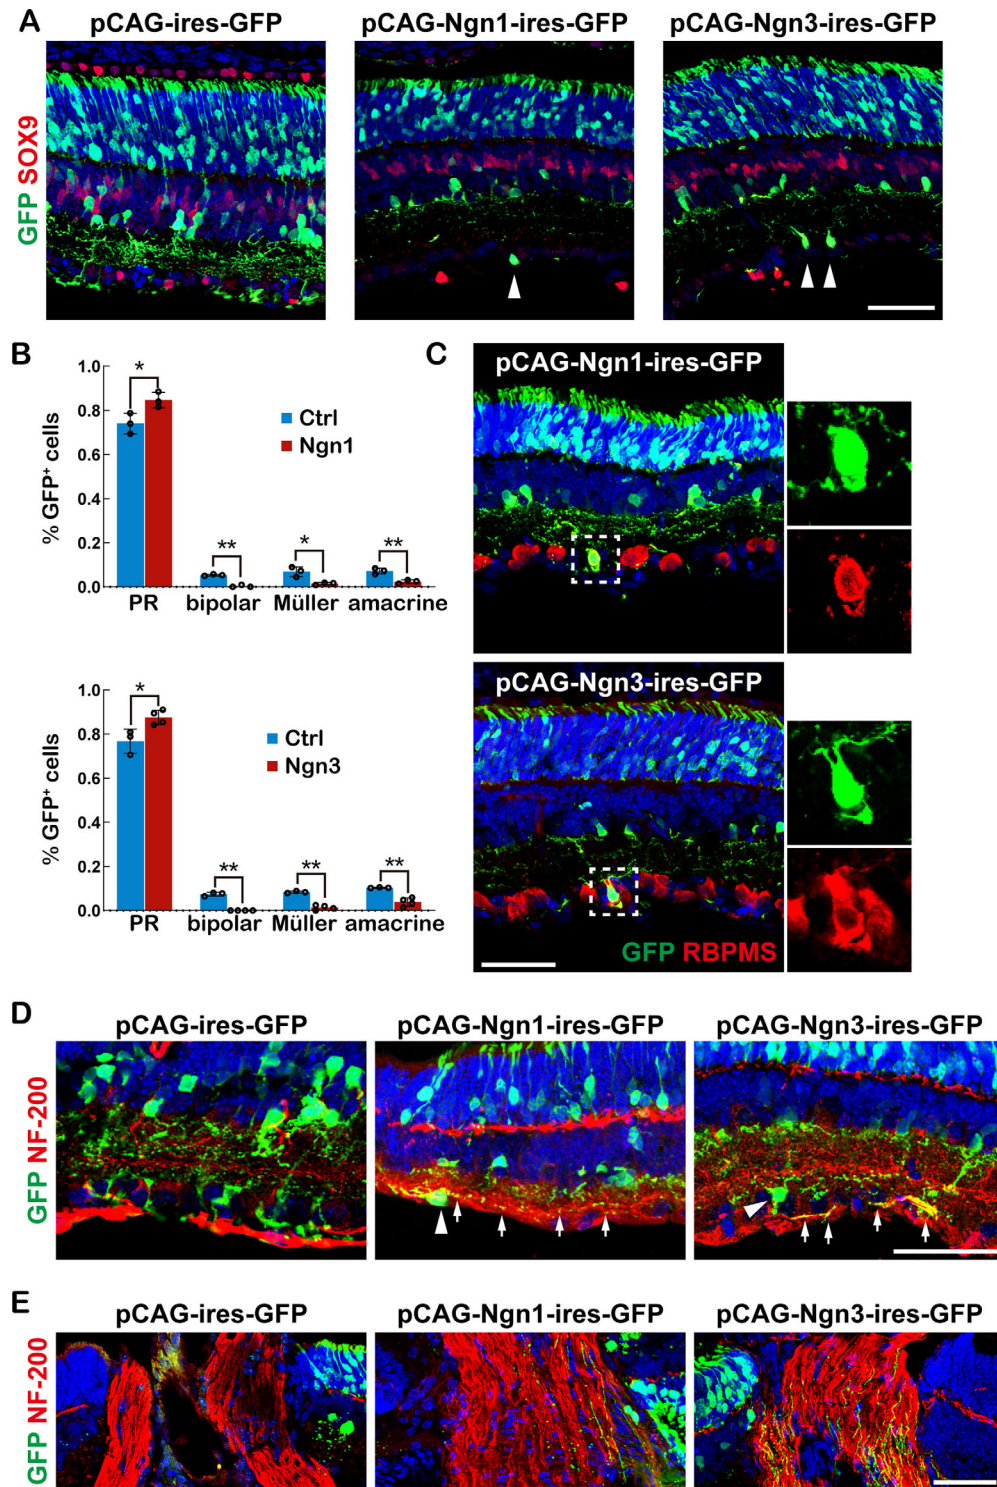 A
pCAG-ires-GFP
pCAG-Ngn1-ires-GFP
pCAG-Ngn3-ires-GFP
GFP SOX9
B
% GFP⁺ cells
1.0
0.8
0.6
0.4
0.2
0.0
* ** * **
Ctrl
Ngn1
PR bipolar Müller amacrine
% GFP⁺ cells
1.0
0.8
0.6
0.4
0.2
0.0
* ** ** **
Ctrl
Ngn3
PR bipolar Müller amacrine
C
pCAG-Ngn1-ires-GFP
pCAG-Ngn3-ires-GFP
GFP RBPMS
D
pCAG-ires-GFP
pCAG-Ngn1-ires-GFP
pCAG-Ngn3-ires-GFP
GFP NF-200
E
pCAG-ires-GFP
pCAG-Ngn1-ires-GFP
pCAG-Ngn3-ires-GFP
GFP NF-200